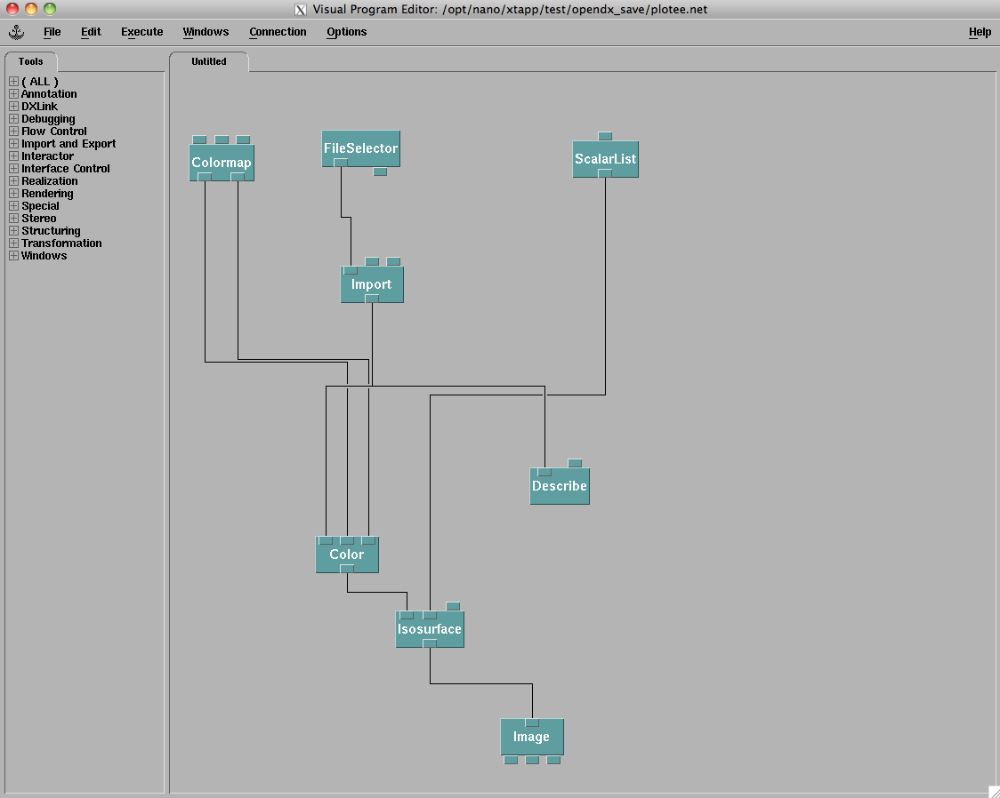 X Visual Program Editor: /opt/nano/xtapp/test/opendx_save/plotee.net
File Edit Execute Windows Connection Options Help
Tools
Untitled
( ALL )
Annotation
DXLink
Debugging
Flow Control
Import and Export
Interactor
Interface Control
Realization
Rendering
Special
Stereo
Structuring
Transformation
Windows
Colormap
FileSelector
ScalarList
Import
Describe
Color
Isosurface
Image